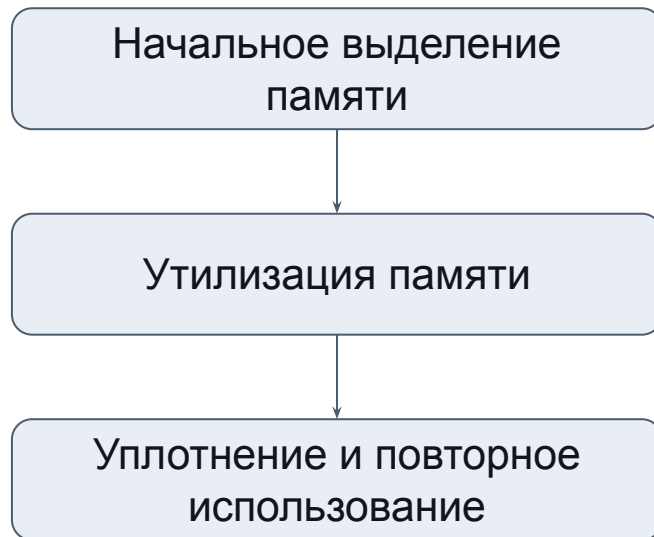 Начальное выделение
памяти
Утилизация памяти
Уплотнение и повторное
использование